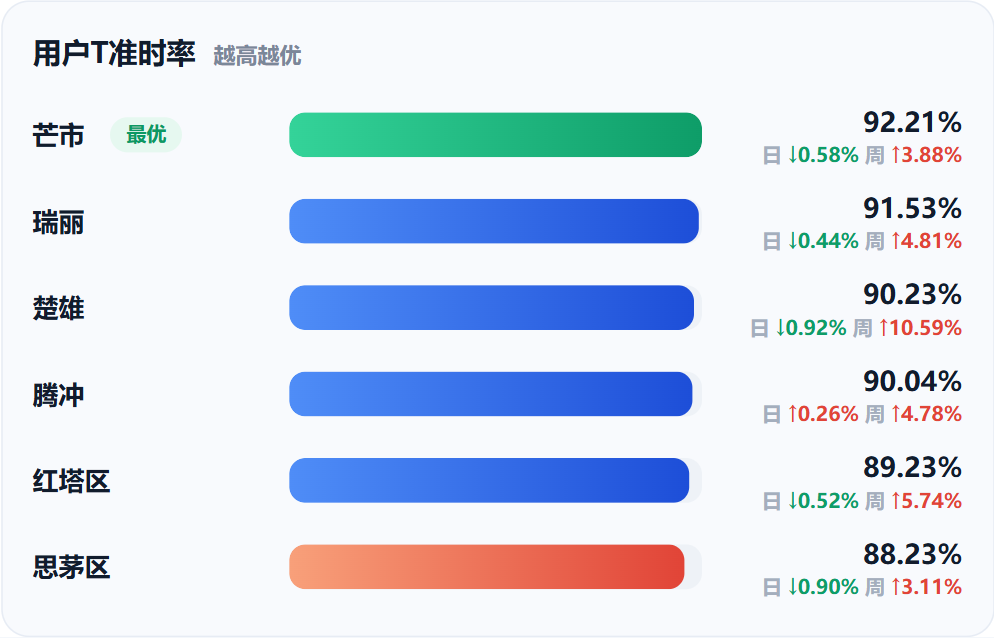 用户T准时率 越高越优
芒市 最优 92.21%
日 ↓0.58% 周 ↑3.88%
瑞丽 91.53%
日 ↓0.44% 周 ↑4.81%
楚雄 90.23%
日 ↓0.92% 周 ↑10.59%
腾冲 90.04%
日 ↑0.26% 周 ↑4.78%
红塔区 89.23%
日 ↓0.52% 周 ↑5.74%
思茅区 88.23%
日 ↓0.90% 周 ↑3.11%